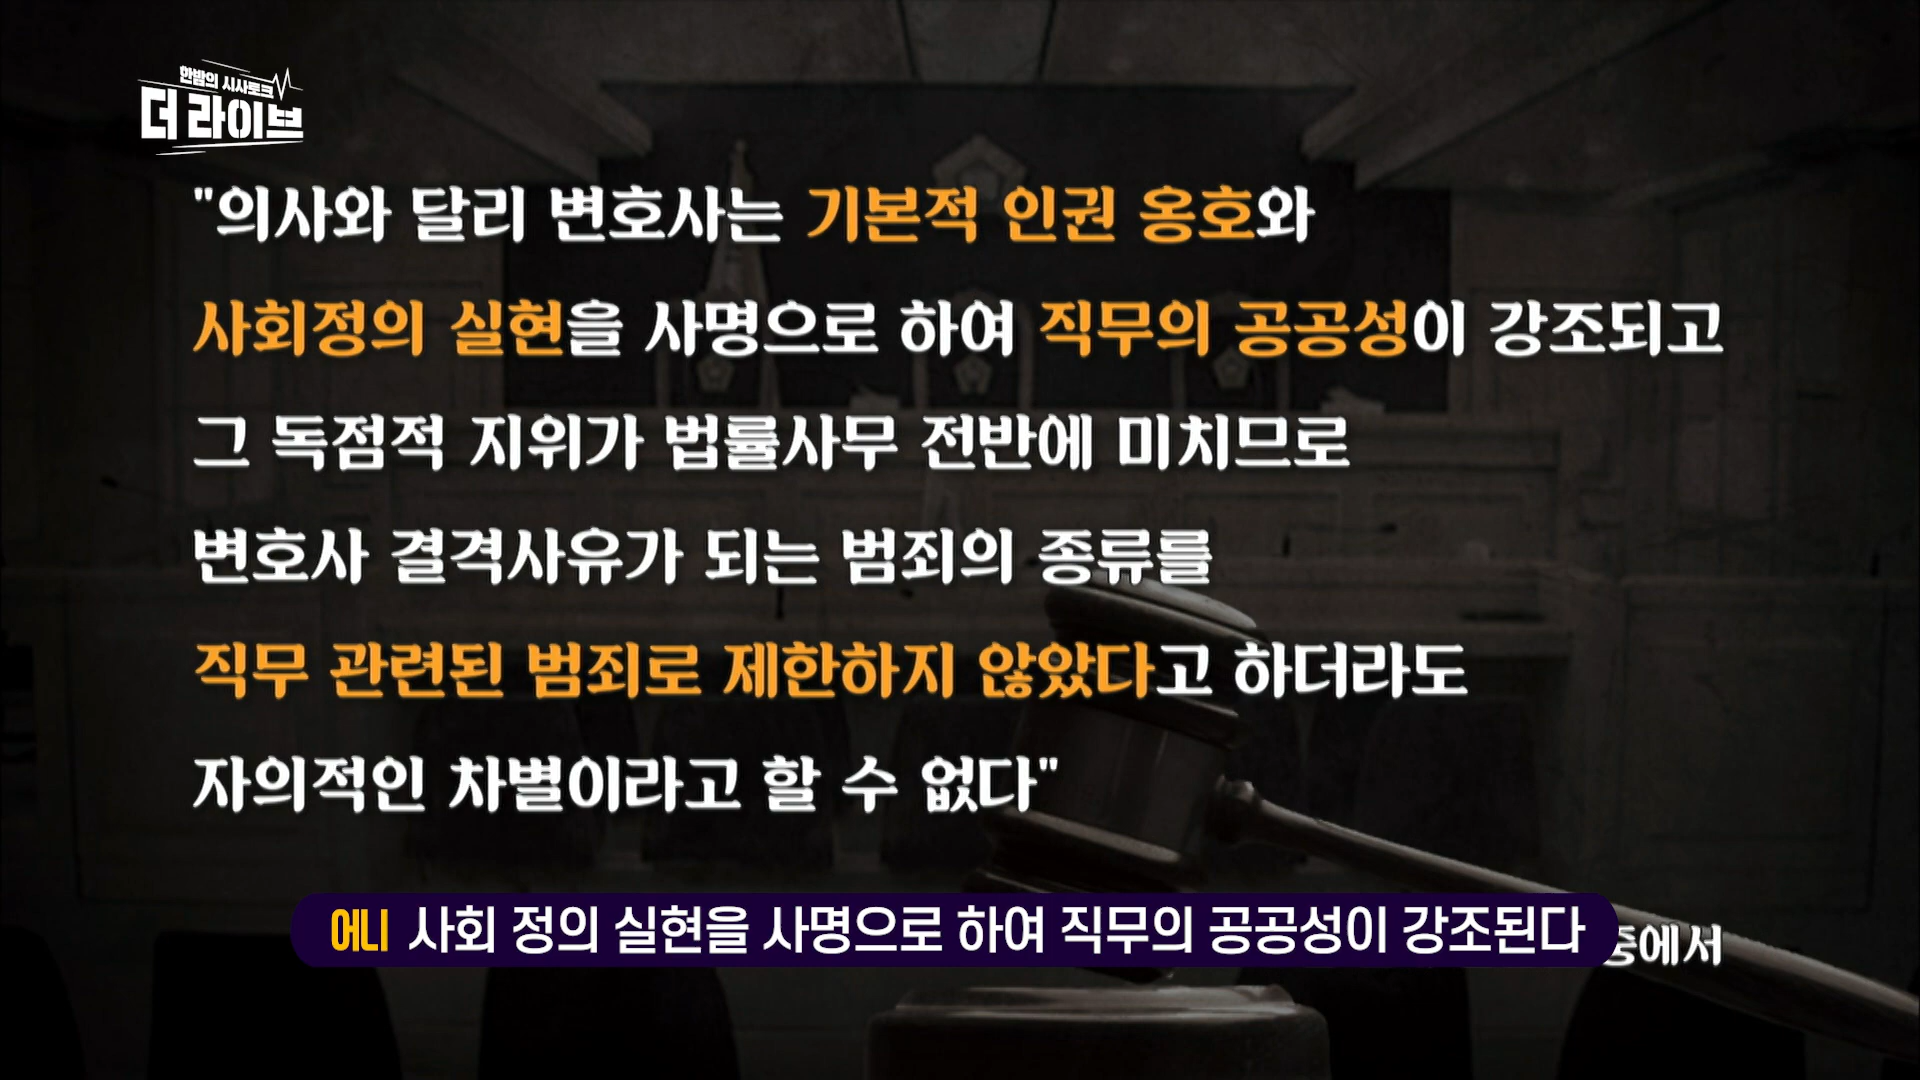 한밤의 시사토크
더 라이브
"의사와 달리 변호사는 기본적 인권 옹호와
사회정의 실현을 사명으로 하여 직무의 공공성이 강조되고
그 독점적 지위가 법률사무 전반에 미치므로
변호사 결격사유가 되는 범죄의 종류를
직무 관련된 범죄로 제한하지 않았다고 하더라도
자의적인 차별이라고 할 수 없다"
어니 사회 정의 실현을 사명으로 하여 직무의 공공성이 강조된다
중에서